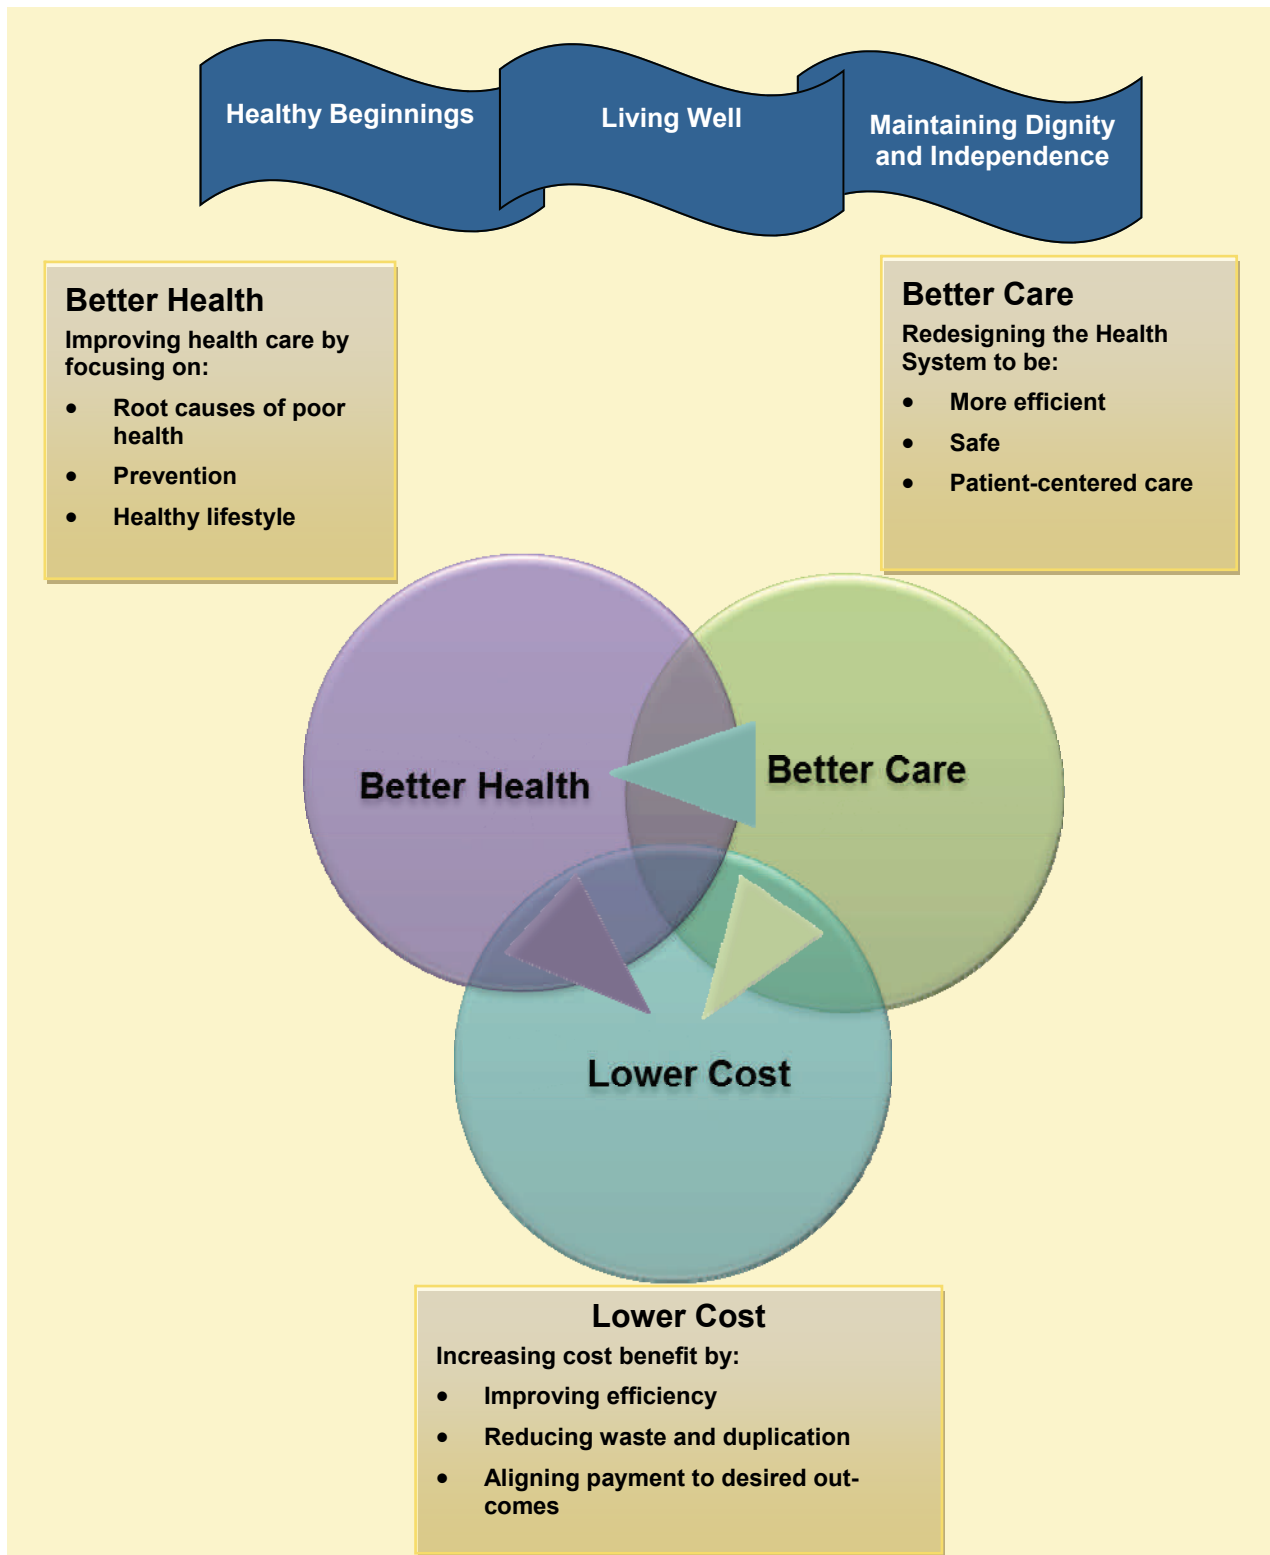 Healthy Beginnings
Living Well
Maintaining Dignity
and Independence
Better Health
Improving health care by
focusing on:
• Root causes of poor
health
• Prevention
• Healthy lifestyle
Better Care
Redesigning the Health
System to be:
• More efficient
• Safe
• Patient-centered care
Better Health
Better Care
Lower Cost
Lower Cost
Increasing cost benefit by:
• Improving efficiency
• Reducing waste and duplication
• Aligning payment to desired out-
comes